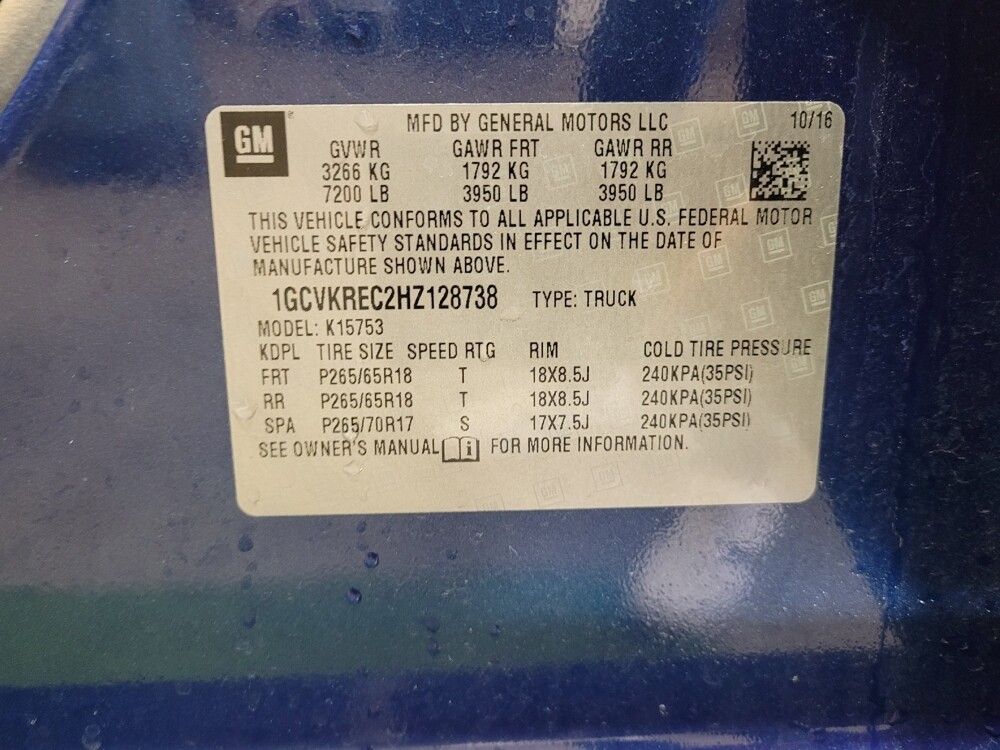 GM
MFD BY GENERAL MOTORS LLC 10/16
GVWR GAWR FRT GAWR RR
3266 KG 1792 KG 1792 KG
7200 LB 3950 LB 3950 LB
THIS VEHICLE CONFORMS TO ALL APPLICABLE U.S. FEDERAL MOTOR
VEHICLE SAFETY STANDARDS IN EFFECT ON THE DATE OF
MANUFACTURE SHOWN ABOVE.
1GCVKREC2HZ128738 TYPE: TRUCK
MODEL: K15753
KDPL TIRE SIZE SPEED RTG RIM COLD TIRE PRESSURE
FRT P265/65R18 T 18X8.5J 240KPA(35PSI)
RR P265/65R18 T 18X8.5J 240KPA(35PSI)
SPA P265/70R17 S 17X7.5J 240KPA(35PSI)
SEE OWNER'S MANUAL i FOR MORE INFORMATION.